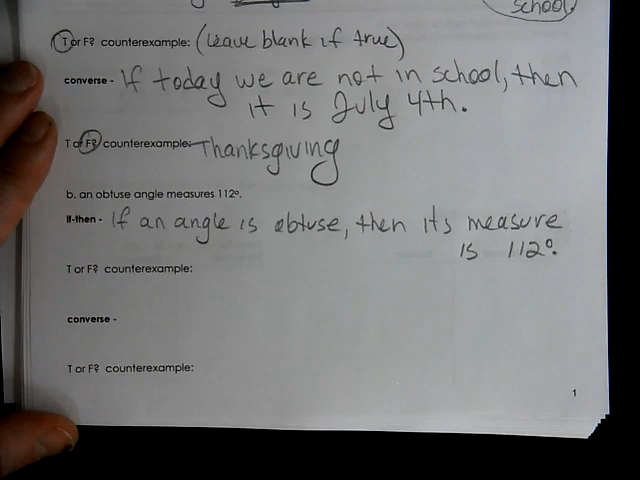 school
T or F? counterexample: (Leave blank if true)
converse - If today we are not in school, then
it is July 4th.
T or F? counterexample: Thanksgiving
b. an obtuse angle measures 112º.
If-then - If an angle is obtuse, then its measure
is 112º.
T or F? counterexample:
converse -
T or F? counterexample:
1